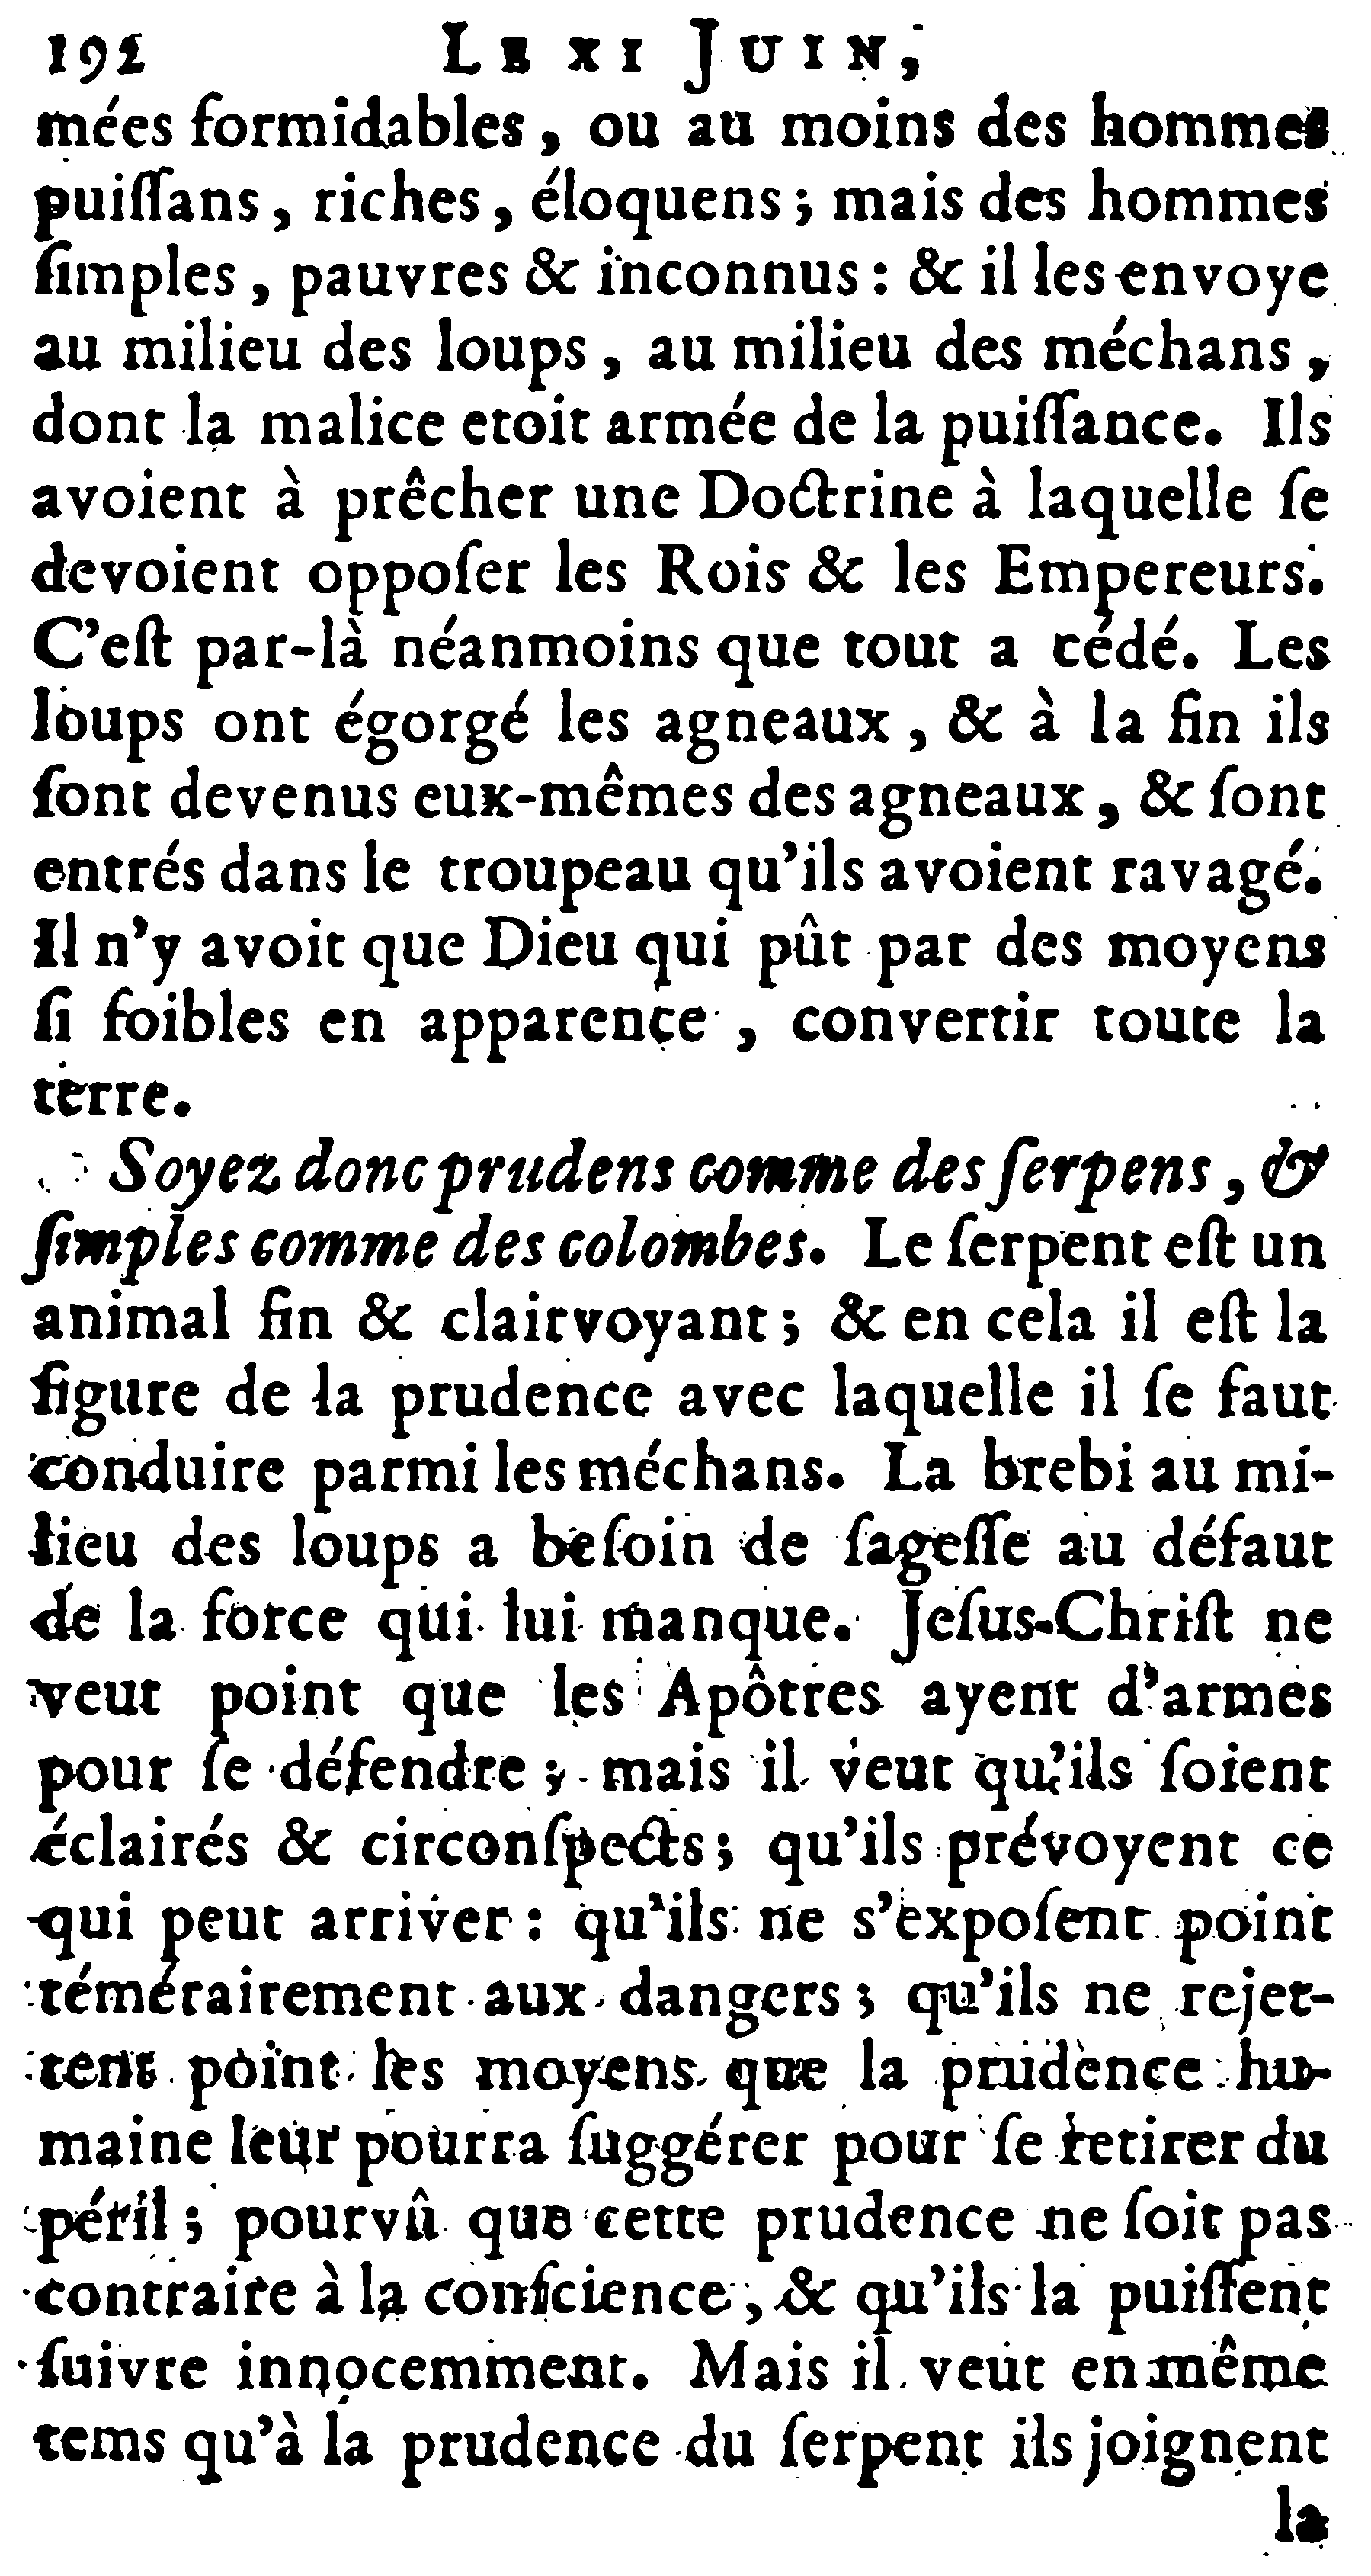 192 LE XI JUIN,
mées formidables, ou au moins des hommes
puiſſans, riches, éloquens; mais des hommes
ſimples, pauvres & inconnus: & il les envoye
au milieu des loups, au milieu des méchans,
dont la malice etoit armée de la puiſſance. Ils
avoient à prêcher une Doctrine à laquelle ſe
devoient oppoſer les Rois & les Empereurs.
C'eſt par-là néanmoins que tout a cédé. Les
loups ont égorgé les agneaux, & à la fin ils
ſont devenus eux-mêmes des agneaux, & ſont
entrés dans le troupeau qu'ils avoient ravagé.
Il n'y avoit que Dieu qui pût par des moyens
ſi foibles en apparence, convertir toute la
terre.
Soyez donc prudens comme des ſerpens, &
ſimples comme des colombes. Le ſerpent eſt un
animal fin & clairvoyant; & en cela il eſt la
figure de la prudence avec laquelle il ſe faut
conduire parmi les méchans. La brebi au mi-
lieu des loups a beſoin de ſageſſe au défaut
de la force qui lui manque. Jeſus-Chriſt ne
veut point que les Apôtres ayent d'armes
pour ſe défendre; mais il veut qu'ils ſoient
éclairés & circonſpects; qu'ils prévoyent ce
qui peut arriver: qu'ils ne s'expoſent point
témérairement aux dangers; qu'ils ne rejet-
tent point les moyens que la prudence hu-
maine leur pourra ſuggérer pour ſe retirer du
péril; pourvû que cette prudence ne ſoit pas
contraire à la conſcience, & qu'ils la puiſſent
ſuivre innocemment. Mais il veut en même
tems qu'à la prudence du ſerpent ils joignent
la